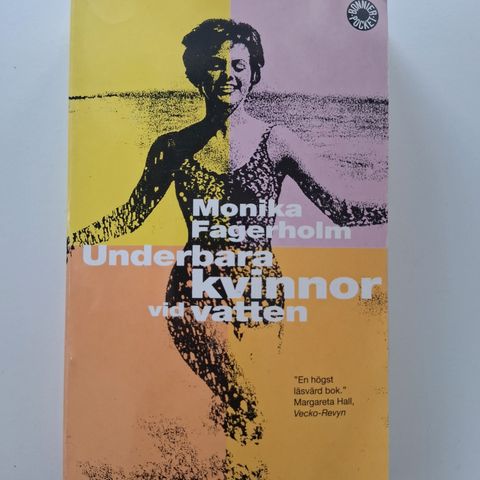 BONNIER
POCKET
Monika
Fagerholm
Underbara
kvinnor
vid vatten
"En högst
läsvärd bok."
Margareta Hall,
Vecko-Revyn